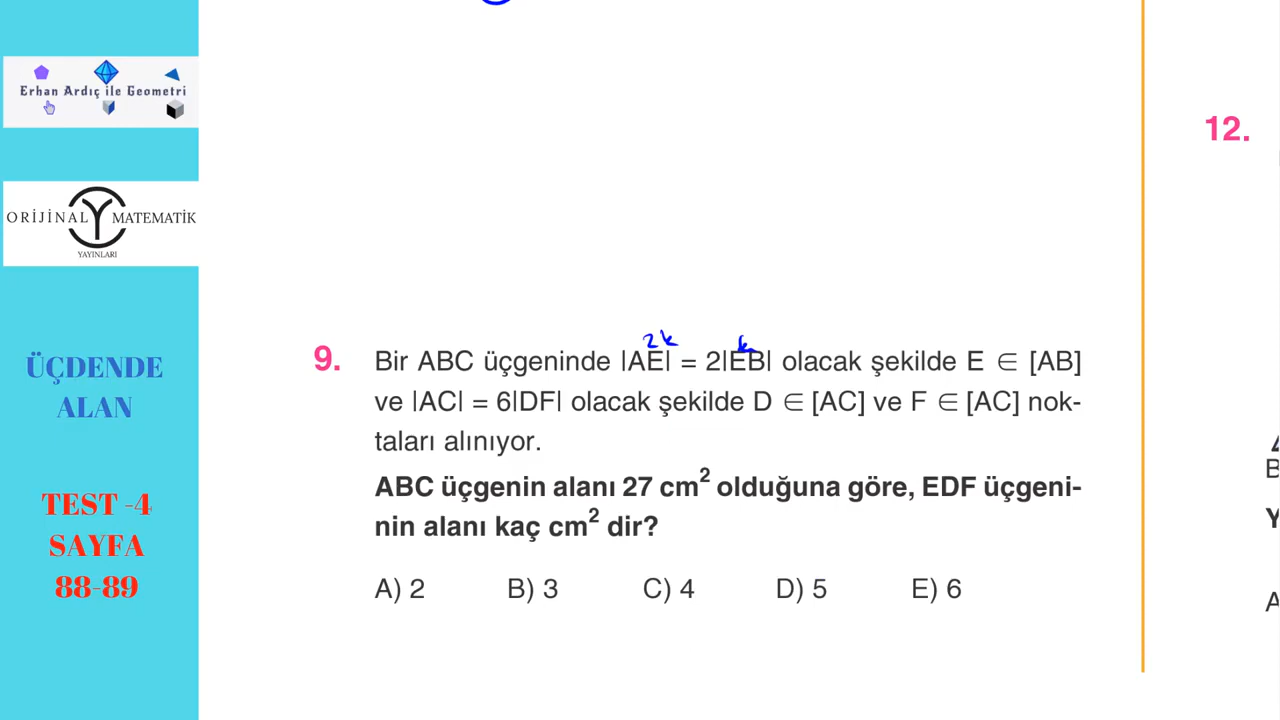 Erhan Ardıç ile Geometri
ORİJİNAL Y MATEMATİK
YAYINLARI
ÜÇDENDE
ALAN
TEST -4
SAYFA
88-89
2k k
9. Bir ABC üçgeninde |AE| = 2|EB| olacak şekilde E ∈ [AB]
ve |AC| = 6|DF| olacak şekilde D ∈ [AC] ve F ∈ [AC] nok-
taları alınıyor.
ABC üçgenin alanı 27 cm² olduğuna göre, EDF üçgeni-
nin alanı kaç cm² dir?
A) 2 B) 3 C) 4 D) 5 E) 6
12.
B